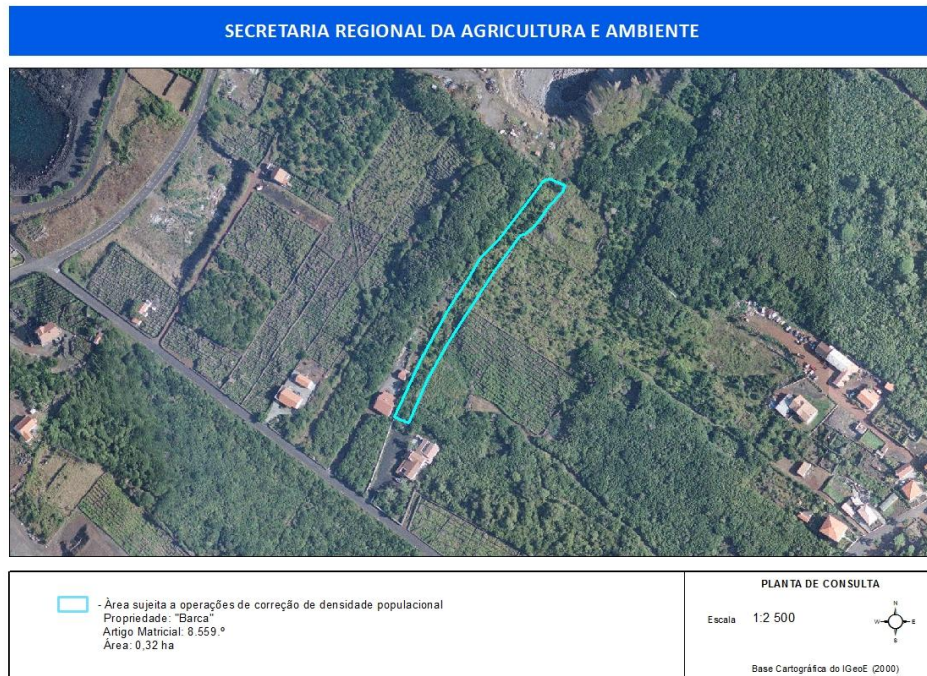 SECRETARIA REGIONAL DA AGRICULTURA E AMBIENTE
- Área sujeita a operações de correção de densidade populacional
Propriedade: "Barca"
Artigo Matricial: 8.559.º
Área: 0,32 ha
PLANTA DE CONSULTA
Escala 1:2 500
N
W E
S
Base Cartográfica do IGeoE (2000)